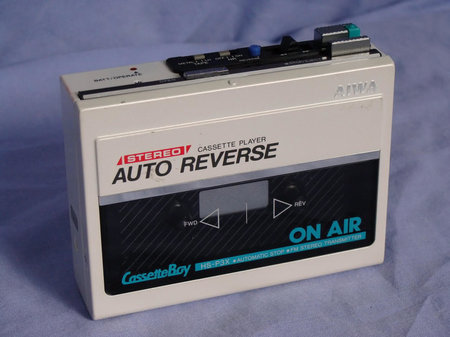 BATT/OPERATE
AIWA
STEREO
CASSETTE PLAYER
AUTO REVERSE
FWD
REV
ON AIR
CassetteBoy
HS-P3X • AUTOMATIC STOP • FM STEREO TRANSMITTER